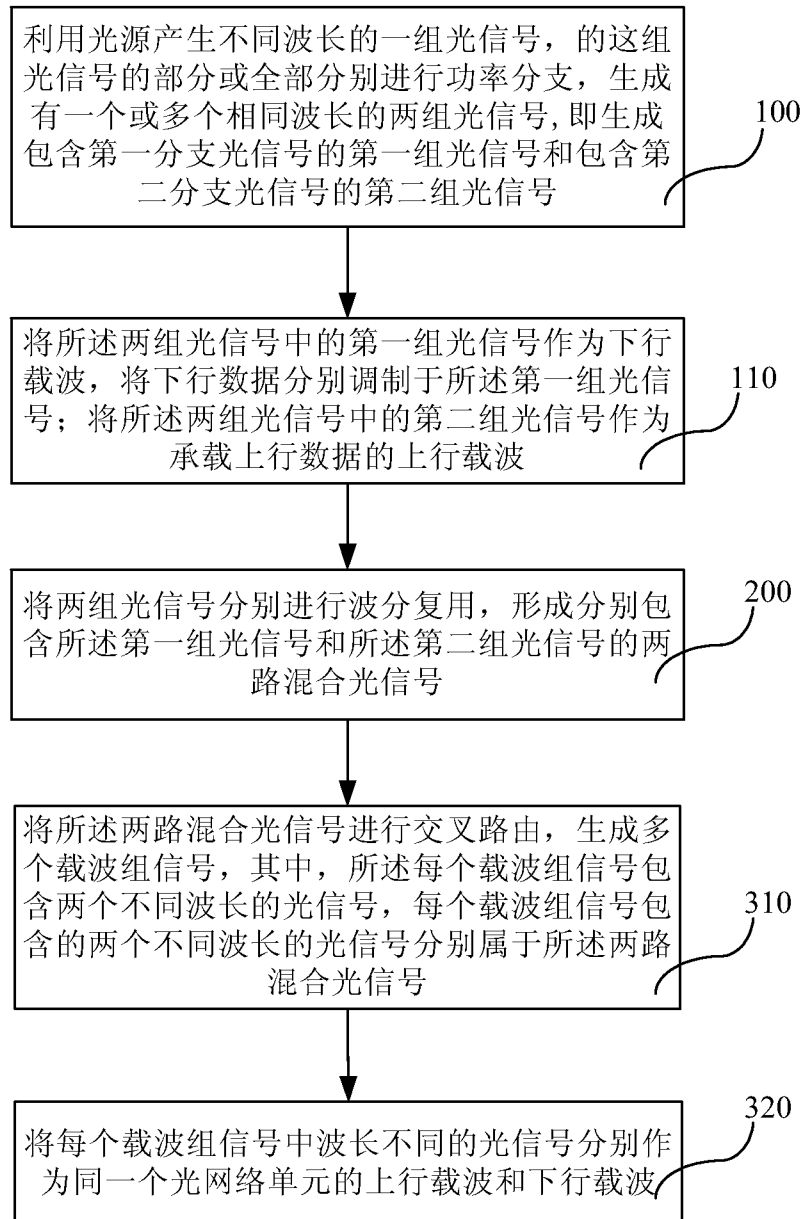 利用光源产生不同波长的一组光信号，的这组
光信号的部分或全部分别进行功率分支，生成
有一个或多个相同波长的两组光信号,即生成
包含第一分支光信号的第一组光信号和包含第
二分支光信号的第二组光信号
100
将所述两组光信号中的第一组光信号作为下行
载波，将下行数据分别调制于所述第一组光信
号；将所述两组光信号中的第二组光信号作为
承载上行数据的上行载波
110
将两组光信号分别进行波分复用，形成分别包
含所述第一组光信号和所述第二组光信号的两
路混合光信号
200
将所述两路混合光信号进行交叉路由，生成多
个载波组信号，其中，所述每个载波组信号包
含两个不同波长的光信号，每个载波组信号包
含的两个不同波长的光信号分别属于所述两路
混合光信号
310
将每个载波组信号中波长不同的光信号分别作
为同一个光网络单元的上行载波和下行载波
320